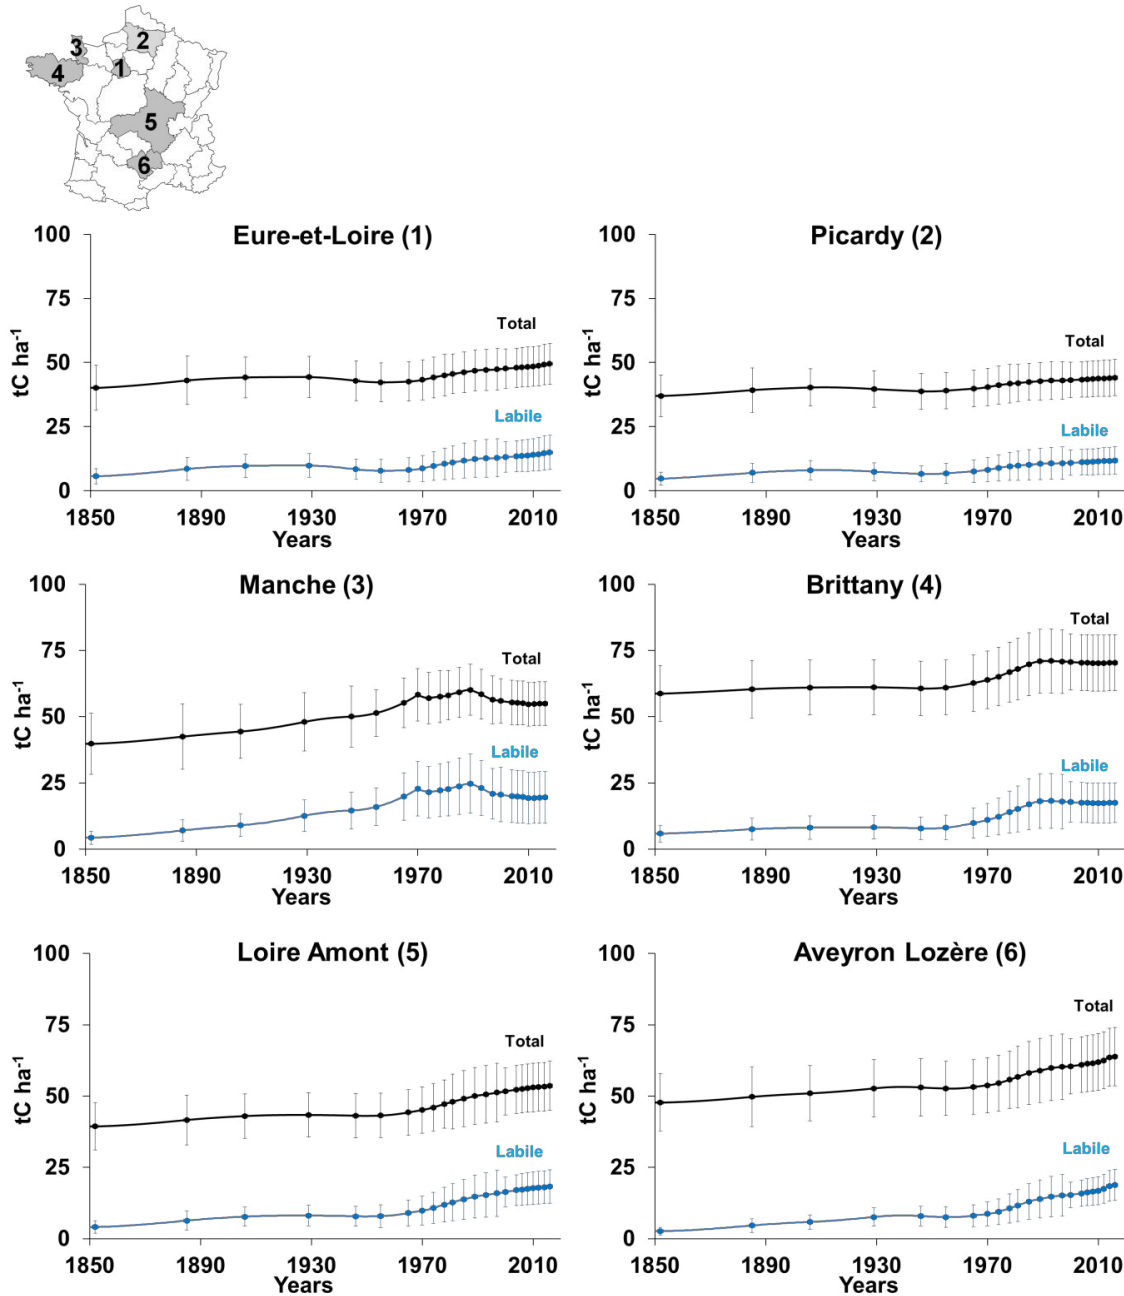 3
2
4
1
5
6
Eure-et-Loire (1)
100
75
50
25
0
tC ha-1
Total
Labile
1850 1890 1930 1970 2010
Years
Picardy (2)
100
75
50
25
0
tC ha-1
Total
Labile
1850 1890 1930 1970 2010
Years
Manche (3)
100
75
50
25
0
tC ha-1
Total
Labile
1850 1890 1930 1970 2010
Years
Brittany (4)
100
75
50
25
0
tC ha-1
Total
Labile
1850 1890 1930 1970 2010
Years
Loire Amont (5)
100
75
50
25
0
tC ha-1
Total
Labile
1850 1890 1930 1970 2010
Years
Aveyron Lozère (6)
100
75
50
25
0
tC ha-1
Total
Labile
1850 1890 1930 1970 2010
Years